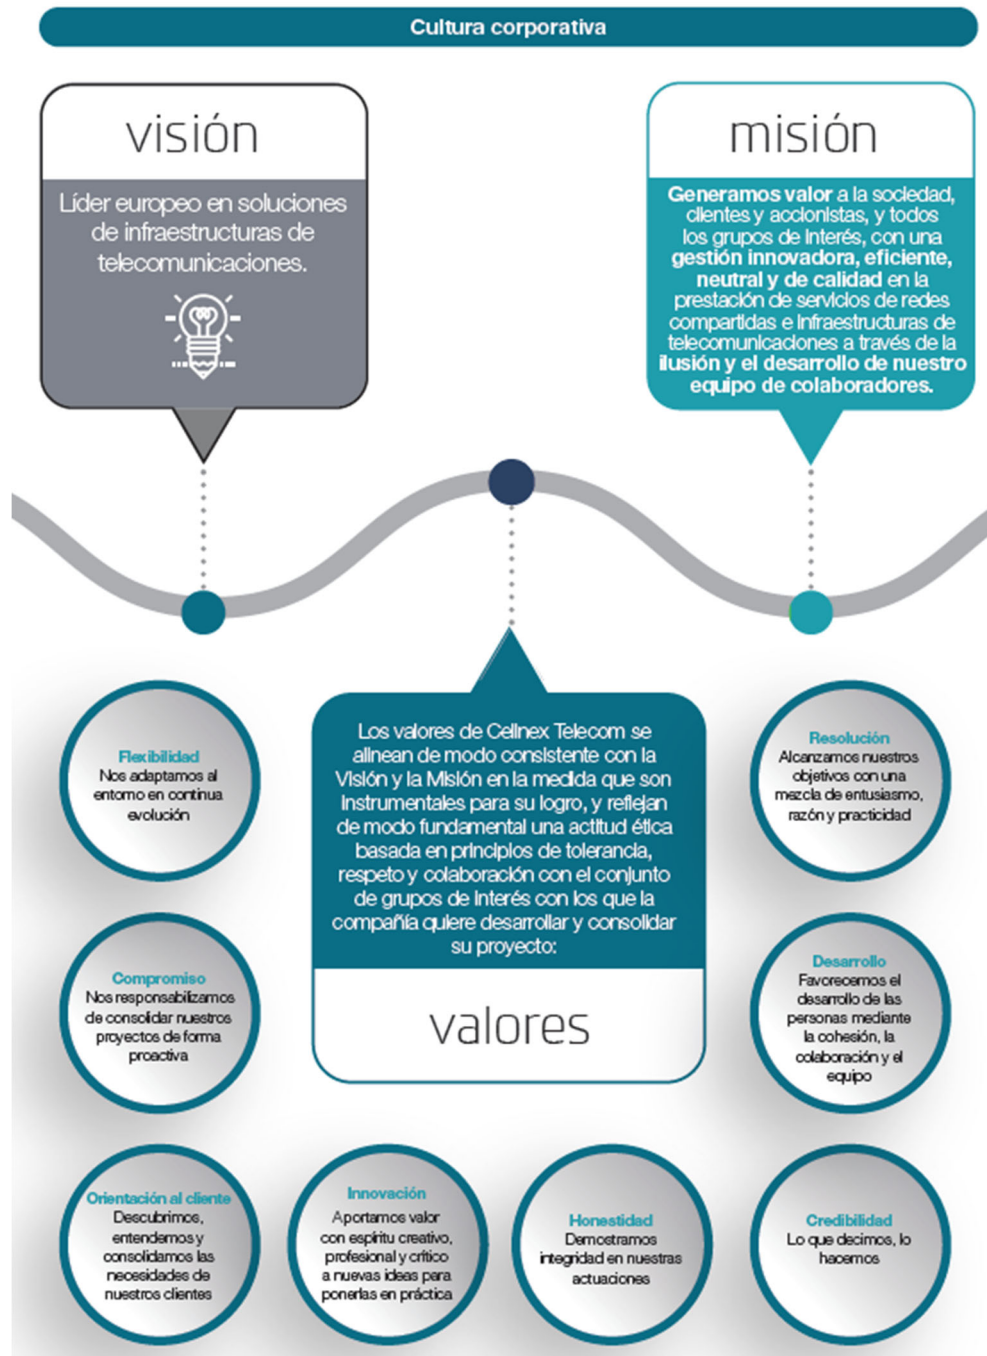 Cultura corporativa
visión
Líder europeo en soluciones
de infraestructuras de
telecomunicaciones.
misión
Generamos valor a la sociedad,
clientes y accionistas, y todos
los grupos de interés, con una
gestión innovadora, eficiente,
neutral y de calidad en la
prestación de servicios de redes
compartidas e infraestructuras de
telecomunicaciones a través de la
ilusión y el desarrollo de nuestro
equipo de colaboradores.
Los valores de Cellnex Telecom se
alinean de modo consistente con la
Visión y la Misión en la medida que son
instrumentales para su logro, y reflejan
de modo fundamental una actitud ética
basada en principios de tolerancia,
respeto y colaboración con el conjunto
de grupos de interés con los que la
compañía quiere desarrollar y consolidar
su proyecto:
valores
Flexibilidad
Nos adaptamos al
entorno en continua
evolución
Resolución
Alcanzamos nuestros
objetivos con una
mezcla de entusiasmo,
razón y practicidad
Compromiso
Nos responsabilizamos
de consolidar nuestros
proyectos de forma
proactiva
Desarrollo
Favorecemos el
desarrollo de las
personas mediante
la cohesión, la
colaboración y el
equipo
Orientación al cliente
Descubrimos,
entendemos y
consolidamos las
necesidades de
nuestros clientes
Innovación
Aportamos valor
con espíritu creativo,
profesional y crítico
a nuevas ideas para
ponerlas en práctica
Honestidad
Demostramos
integridad en nuestras
actuaciones
Credibilidad
Lo que decimos, lo
hacemos